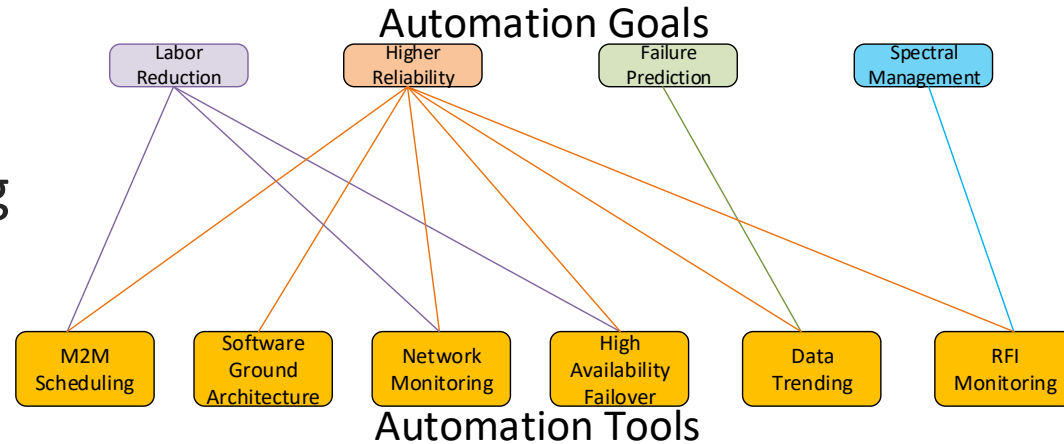 Automation Goals
Labor
Reduction
Higher
Reliability
Failure
Prediction
Spectral
Management
g
M2M
Scheduling
Software
Ground
Architecture
Network
Monitoring
High
Availability
Failover
Data
Trending
RFI
Monitoring
Automation Tools